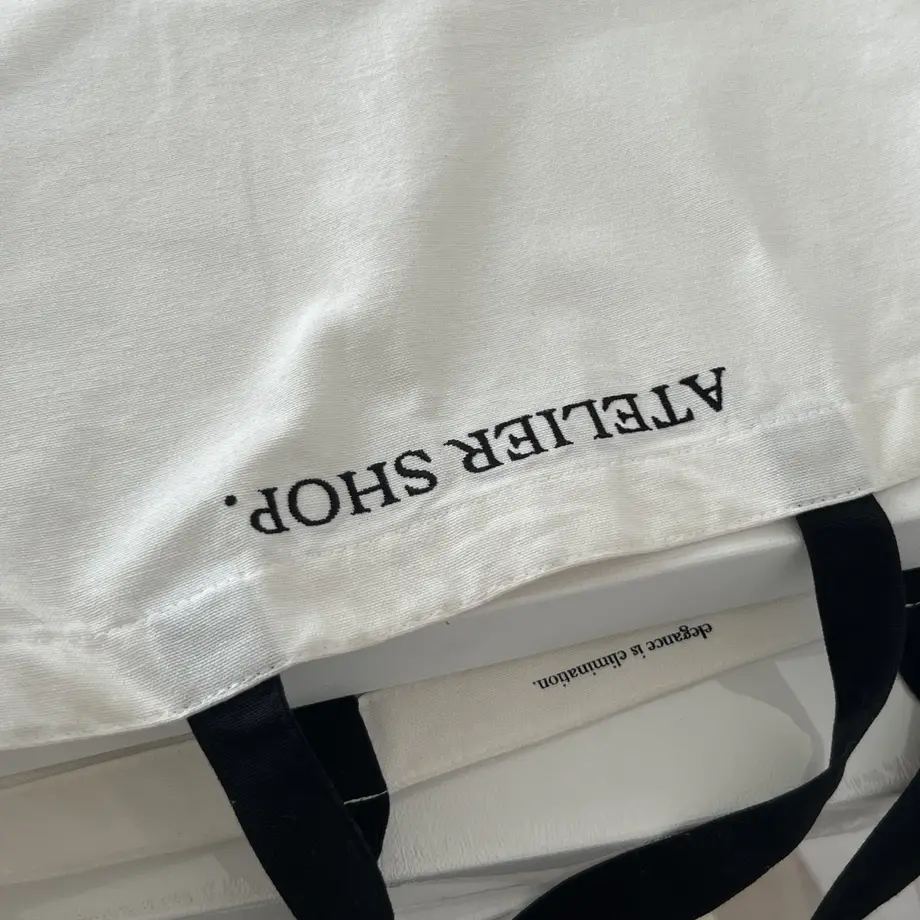 ATELIER SHOP.
elegance is elimination.